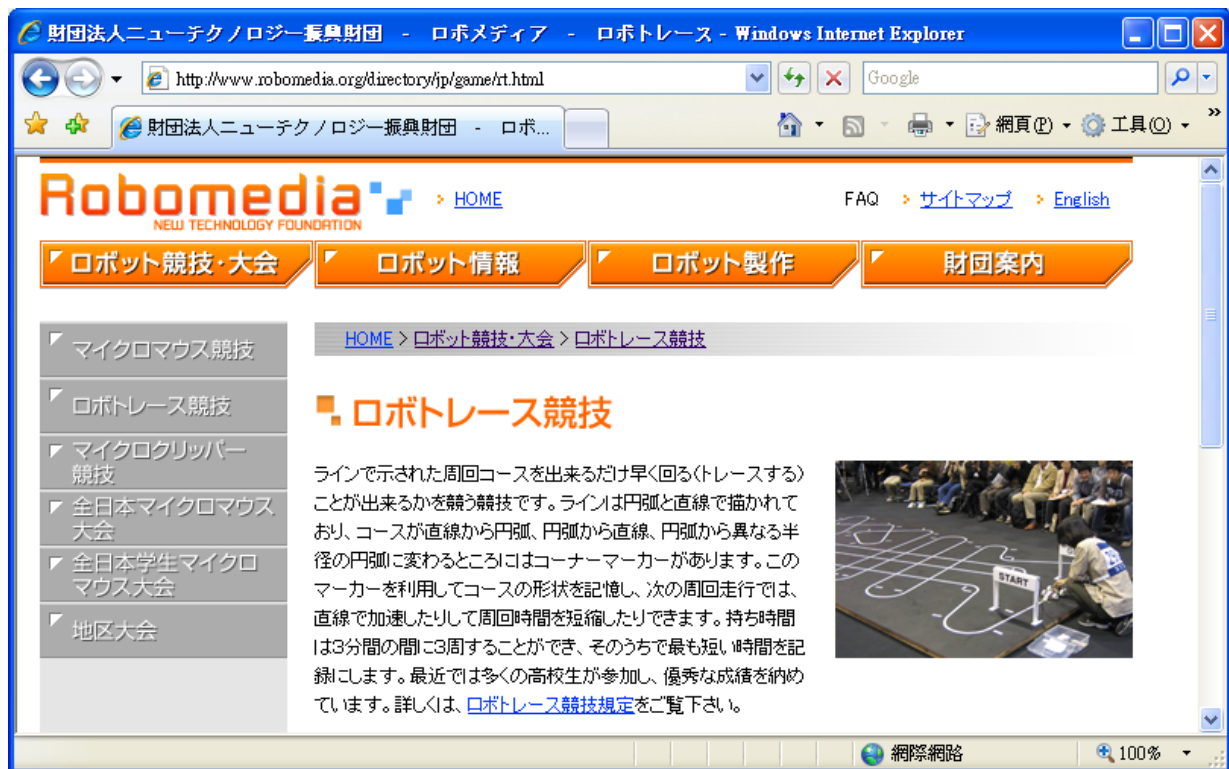 財団法人ニューテクノロジー振興財団 - ロボメディア - ロボトレース - Windows Internet Explorer
http://www.robomedia.org/directory/jp/game/rt.html
Google
財団法人ニューテクノロジー振興財団 - ロボ...
網頁(P)
工具(O)
»
Robomedia
NEW TECHNOLOGY FOUNDATION
HOME
FAQ
サイトマップ
English
ロボット競技・大会
ロボット情報
ロボット製作
財団案内
マイクロマウス競技
ロボトレース競技
マイクロクリッパー
競技
全日本マイクロマウス
大会
全日本学生マイクロ
マウス大会
地区大会
HOME > ロボット競技・大会 > ロボトレース競技
ロボトレース競技
ラインで示された周回コースを出来るだけ早く回る(トレースする)
ことが出来るかを競う競技です。ラインは円弧と直線で描かれて
おり、コースが直線から円弧、円弧から直線、円弧から異なる半
径の円弧に変わるところにはコーナーマーカーがあります。この
マーカーを利用してコースの形状を記憶し、次の周回走行では、
直線で加速したりして周回時間を短縮したりできます。持ち時間
は3分間の間に3周することができ、そのうちで最も短い時間を記
録にします。最近では多くの高校生が参加し、優秀な成績を納め
ています。詳しくは、ロボトレース競技規定をご覧下さい。
START
網際網路
100%